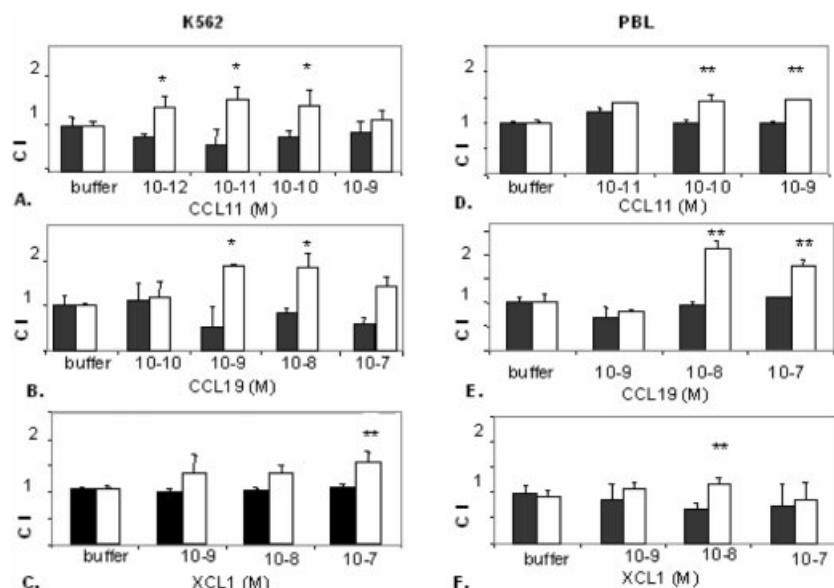 K562
PBL
2
1
C I
* * *
buffer 10-12 10-11 10-10 10-9
A. CCL11 (M)
2
1
C I
** **
buffer 10-11 10-10 10-9
D. CCL11 (M)
2
1
C I
* *
buffer 10-10 10-9 10-8 10-7
B. CCL19 (M)
2
1
C I
** **
buffer 10-9 10-8 10-7
E. CCL19 (M)
2
1
C I
**
buffer 10-9 10-8 10-7
C. XCL1 (M)
2
1
C I
**
buffer 10-9 10-8 10-7
F. XCL1 (M)